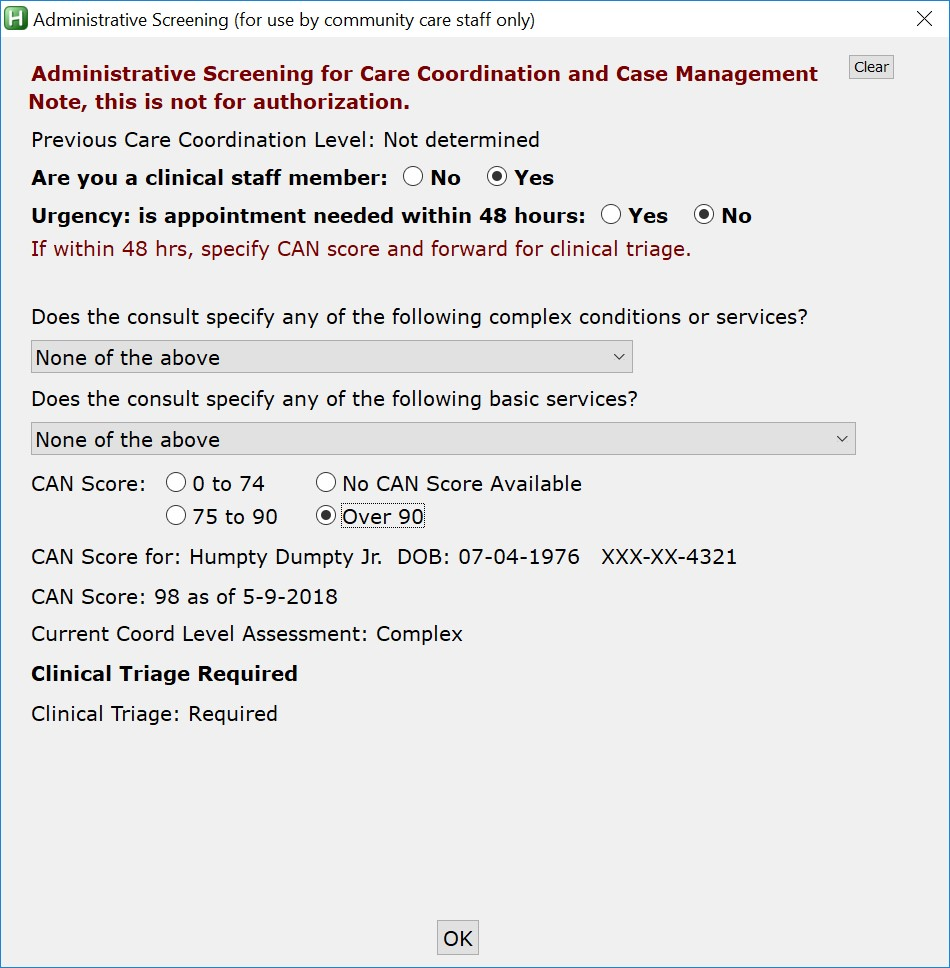 H Administrative Screening (for use by community care staff only)
Administrative Screening for Care Coordination and Case Management
Clear
Note, this is not for authorization.
Previous Care Coordination Level: Not determined
Are you a clinical staff member: No Yes
Urgency: is appointment needed within 48 hours: Yes No
If within 48 hrs, specify CAN score and forward for clinical triage.
Does the consult specify any of the following complex conditions or services?
None of the above
Does the consult specify any of the following basic services?
None of the above
CAN Score: 0 to 74 No CAN Score Available
75 to 90 Over 90
CAN Score for: Humpty Dumpty Jr. DOB: 07-04-1976 XXX-XX-4321
CAN Score: 98 as of 5-9-2018
Current Coord Level Assessment: Complex
Clinical Triage Required
Clinical Triage: Required
OK